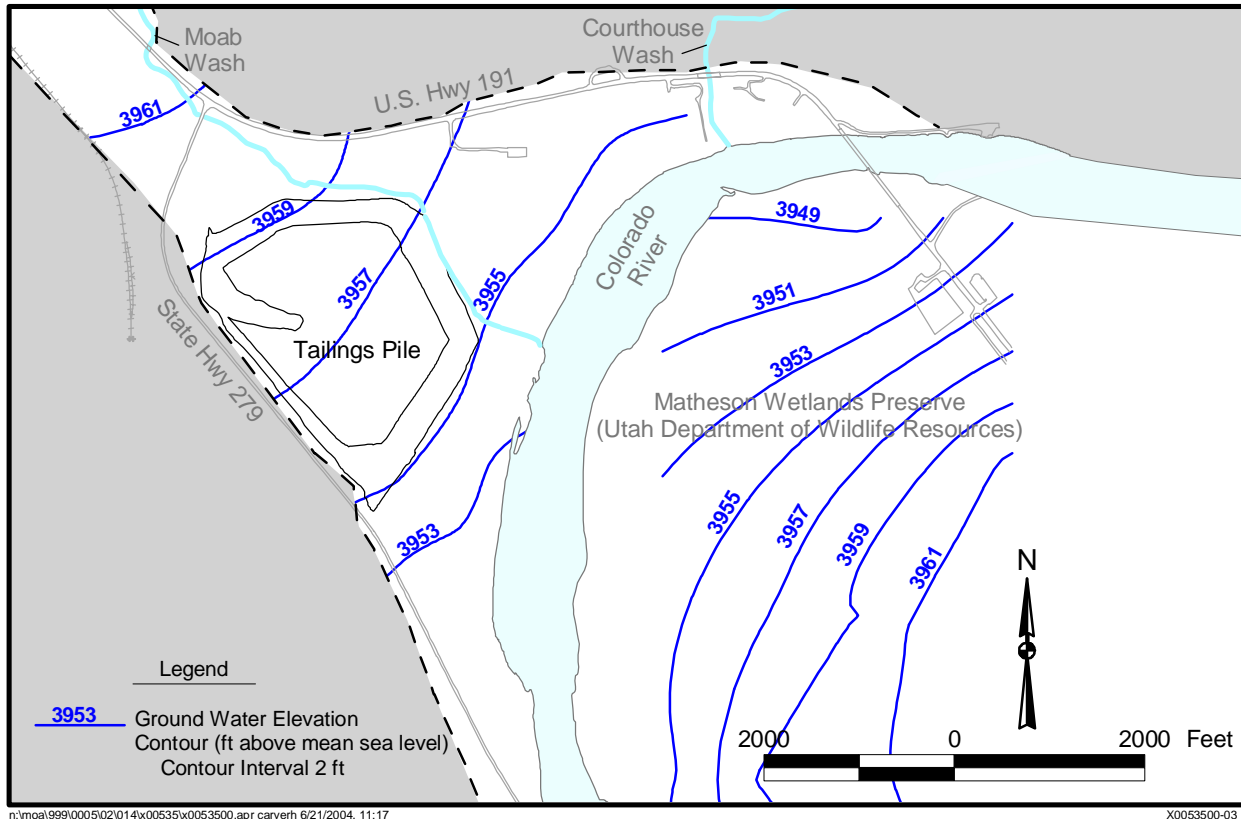 Moab
Wash
Courthouse
Wash
U.S. Hwy 191
3961
3959
3957
3955
3953
Colorado
River
3949
3951
3953
3955
3957
3959
3961
State Hwy 279
Tailings Pile
Matheson Wetlands Preserve
(Utah Department of Wildlife Resources)
N
Legend
3953
Ground Water Elevation
Contour (ft above mean sea level)
Contour Interval 2 ft
2000 0 2000 Feet
n:\moa\999\0005\02\014\x00535\x0053500.apr carverh 6/21/2004, 11:17
X0053500-03